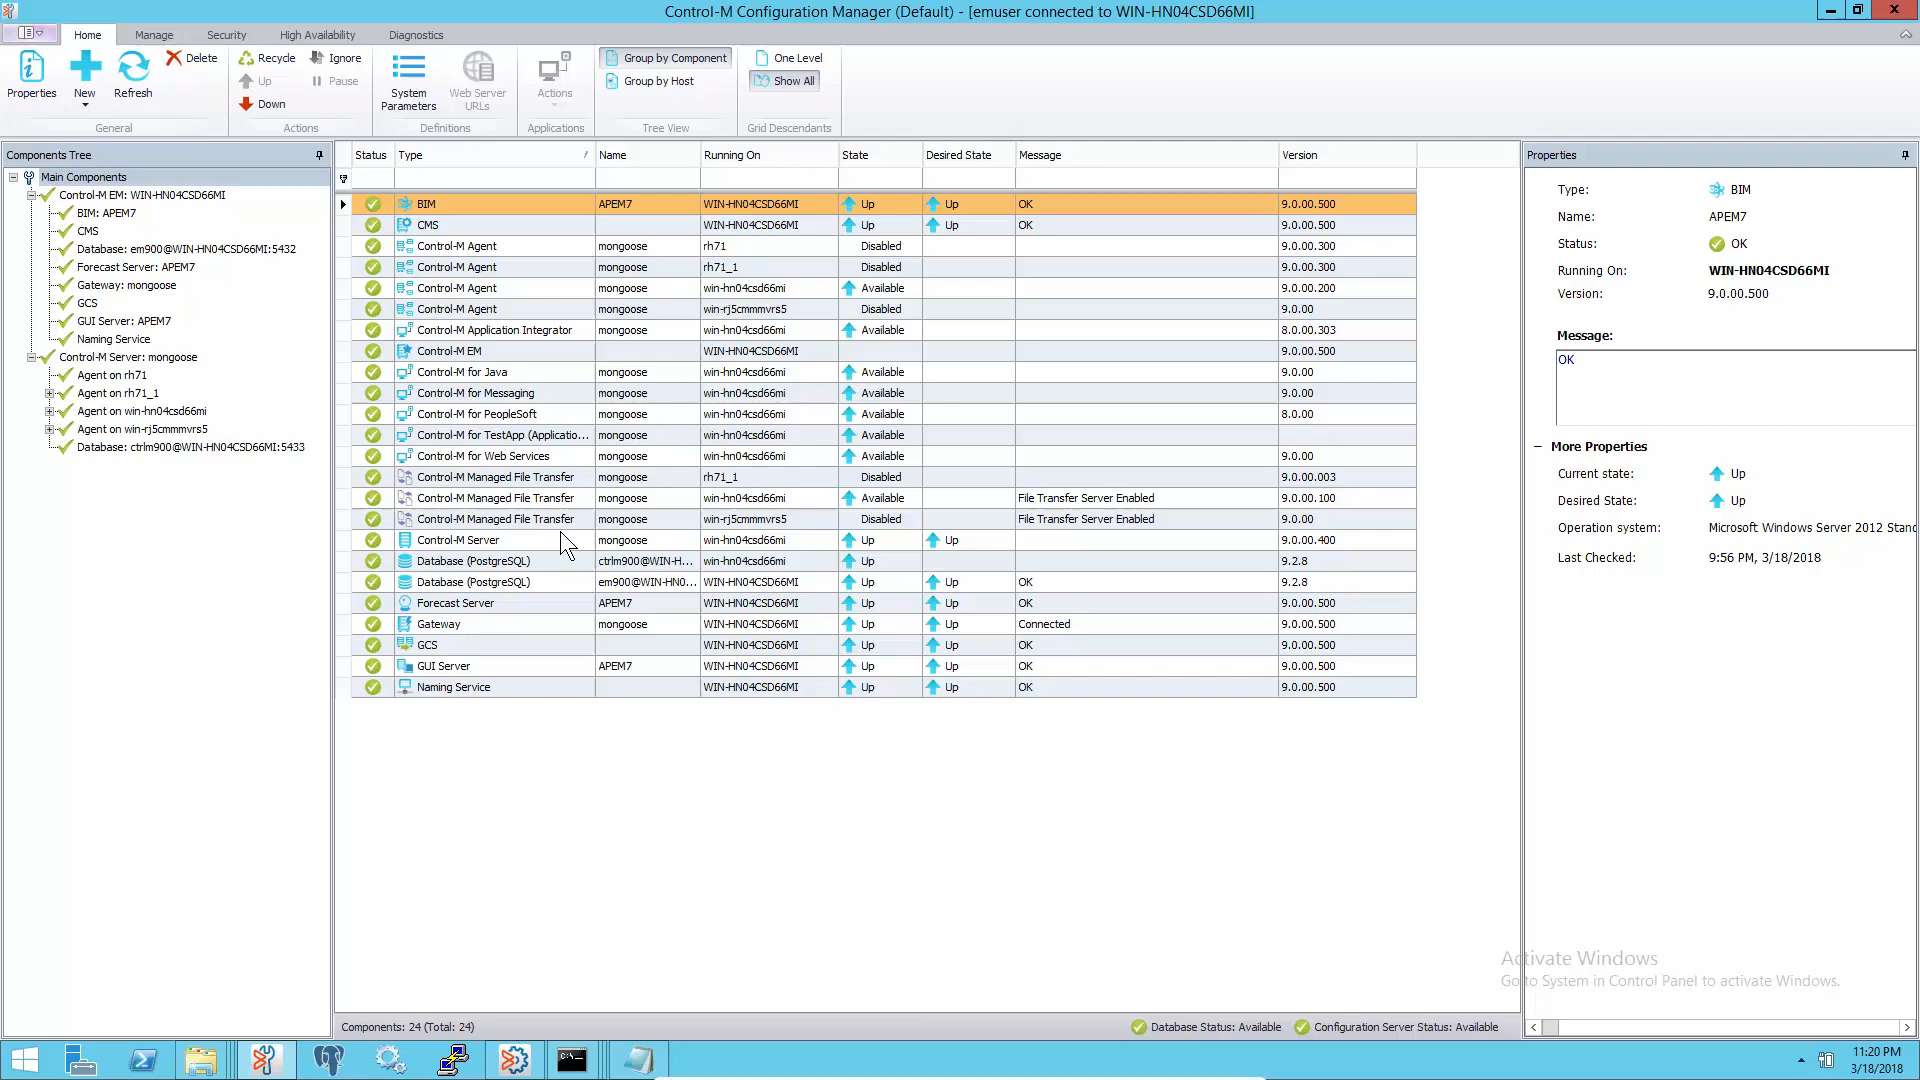 Control-M Configuration Manager (Default) - [emuser connected to WIN-HN04CSD66MI]
Home Manage Security High Availability Diagnostics
Properties New Refresh Delete
General
Recycle Ignore
Up Pause
Down
Actions
System Parameters Web Server URLs
Definitions
Actions
Applications
Group by Component
Group by Host
Tree View
One Level
Show All
Grid Descendants
Components Tree
Main Components
Control-M EM: WIN-HN04CSD66MI
BIM: APEM7
CMS
Database: em900@WIN-HN04CSD66MI:5432
Forecast Server: APEM7
Gateway: mongoose
GCS
GUI Server: APEM7
Naming Service
Control-M Server: mongoose
Agent on rh71
Agent on rh71_1
Agent on win-hn04csd66mi
Agent on win-rj5cmmmvrs5
Database: ctrlm900@WIN-HN04CSD66MI:5433
Status Type / Name Running On State Desired State Message Version
BIM APEM7 WIN-HN04CSD66MI Up Up OK 9.0.00.500
CMS WIN-HN04CSD66MI Up Up OK 9.0.00.500
Control-M Agent mongoose rh71 Disabled 9.0.00.300
Control-M Agent mongoose rh71_1 Disabled 9.0.00.300
Control-M Agent mongoose win-hn04csd66mi Available 9.0.00.200
Control-M Agent mongoose win-rj5cmmmvrs5 Disabled 9.0.00
Control-M Application Integrator mongoose win-hn04csd66mi Available 8.0.00.303
Control-M EM WIN-HN04CSD66MI 9.0.00.500
Control-M for Java mongoose win-hn04csd66mi Available 9.0.00
Control-M for Messaging mongoose win-hn04csd66mi Available 9.0.00
Control-M for PeopleSoft mongoose win-hn04csd66mi Available 8.0.00
Control-M for TestApp (Applicatio... mongoose win-hn04csd66mi Available
Control-M for Web Services mongoose win-hn04csd66mi Available 9.0.00
Control-M Managed File Transfer mongoose rh71_1 Disabled 9.0.00.003
Control-M Managed File Transfer mongoose win-hn04csd66mi Available File Transfer Server Enabled 9.0.00.100
Control-M Managed File Transfer mongoose win-rj5cmmmvrs5 Disabled File Transfer Server Enabled 9.0.00
Control-M Server mongoose win-hn04csd66mi Up Up 9.0.00.400
Database (PostgreSQL) ctrlm900@WIN-H... win-hn04csd66mi Up 9.2.8
Database (PostgreSQL) em900@WIN-HN0... WIN-HN04CSD66MI Up Up OK 9.2.8
Forecast Server APEM7 WIN-HN04CSD66MI Up Up OK 9.0.00.500
Gateway mongoose WIN-HN04CSD66MI Up Up Connected 9.0.00.500
GCS WIN-HN04CSD66MI Up Up OK 9.0.00.500
GUI Server APEM7 WIN-HN04CSD66MI Up Up OK 9.0.00.500
Naming Service WIN-HN04CSD66MI Up Up OK 9.0.00.500
Components: 24 (Total: 24) Database Status: Available Configuration Server Status: Available
Properties
Type: BIM
Name: APEM7
Status: OK
Running On: WIN-HN04CSD66MI
Version: 9.0.00.500
Message:
OK
More Properties
Current state: Up
Desired State: Up
Operation system: Microsoft Windows Server 2012 Stand
Last Checked: 9:56 PM, 3/18/2018
Activate Windows
Go to System in Control Panel to activate Windows.
11:20 PM
3/18/2018